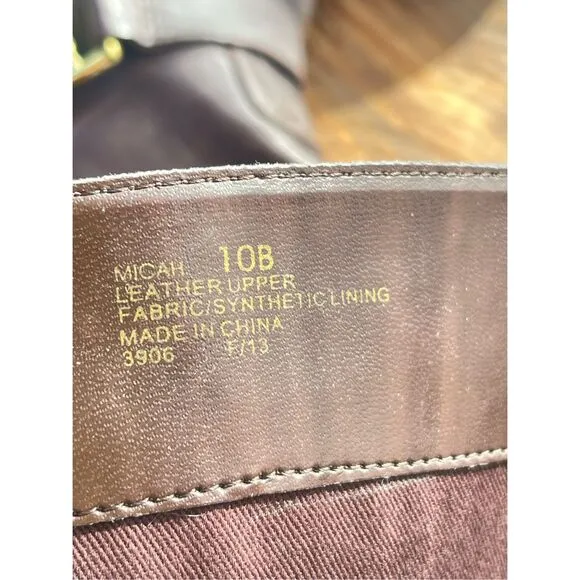 MICAH 10B
LEATHER UPPER
FABRIC/SYNTHETIC LINING
MADE IN CHINA
3906 F/13